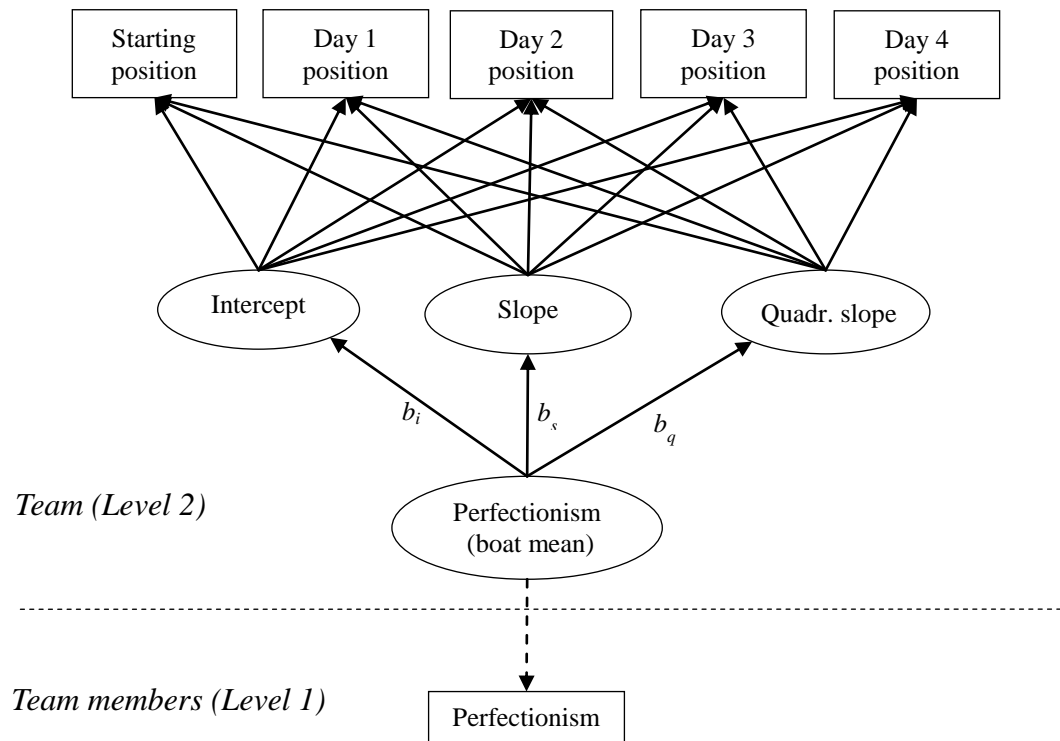 Starting
position
Day 1
position
Day 2
position
Day 3
position
Day 4
position
Intercept
Slope
Quadr. slope
b_i
b_s
b_q
Team (Level 2)
Perfectionism
(boat mean)
Team members (Level 1)
Perfectionism